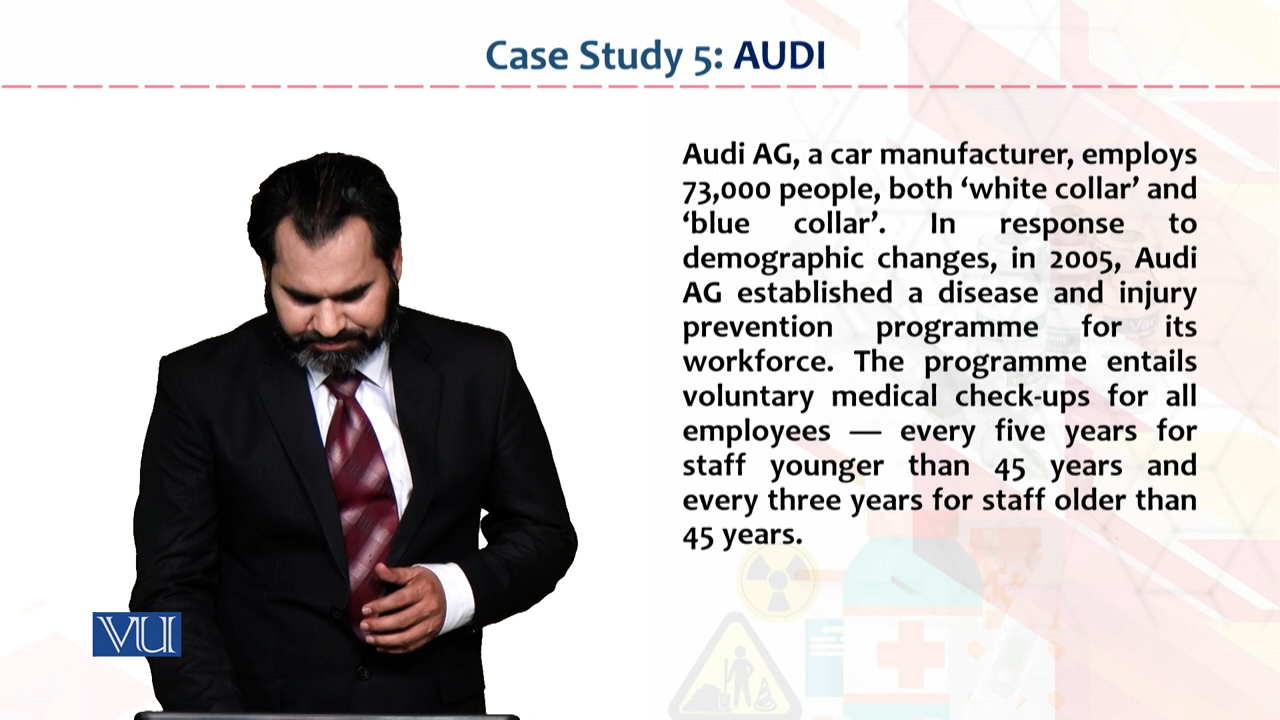 Case Study 5: AUDI
Audi AG, a car manufacturer, employs
73,000 people, both ‘white collar’ and
‘blue collar’. In response to
demographic changes, in 2005, Audi
AG established a disease and injury
prevention programme for its
workforce. The programme entails
voluntary medical check-ups for all
employees — every five years for
staff younger than 45 years and
every three years for staff older than
45 years.
VU